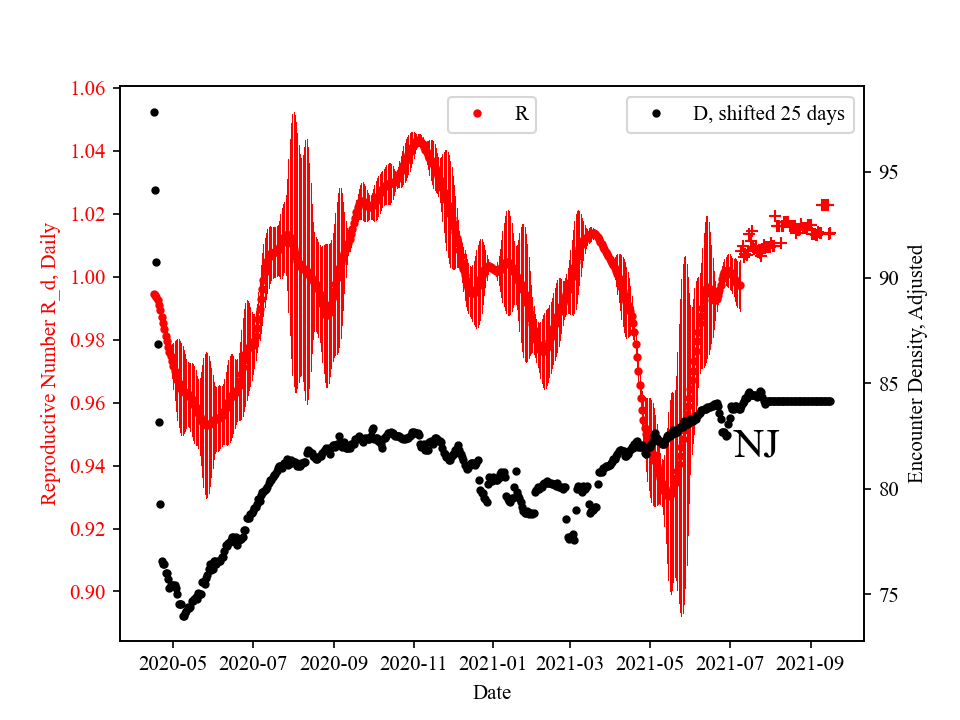 R
D, shifted 25 days
Reproductive Number R_d, Daily
1.06
1.04
1.02
1.00
0.98
0.96
0.94
0.92
0.90
95
90
85
80
75
Encounter Density, Adjusted
NJ
2020-05 2020-07 2020-09 2020-11 2021-01 2021-03 2021-05 2021-07 2021-09
Date